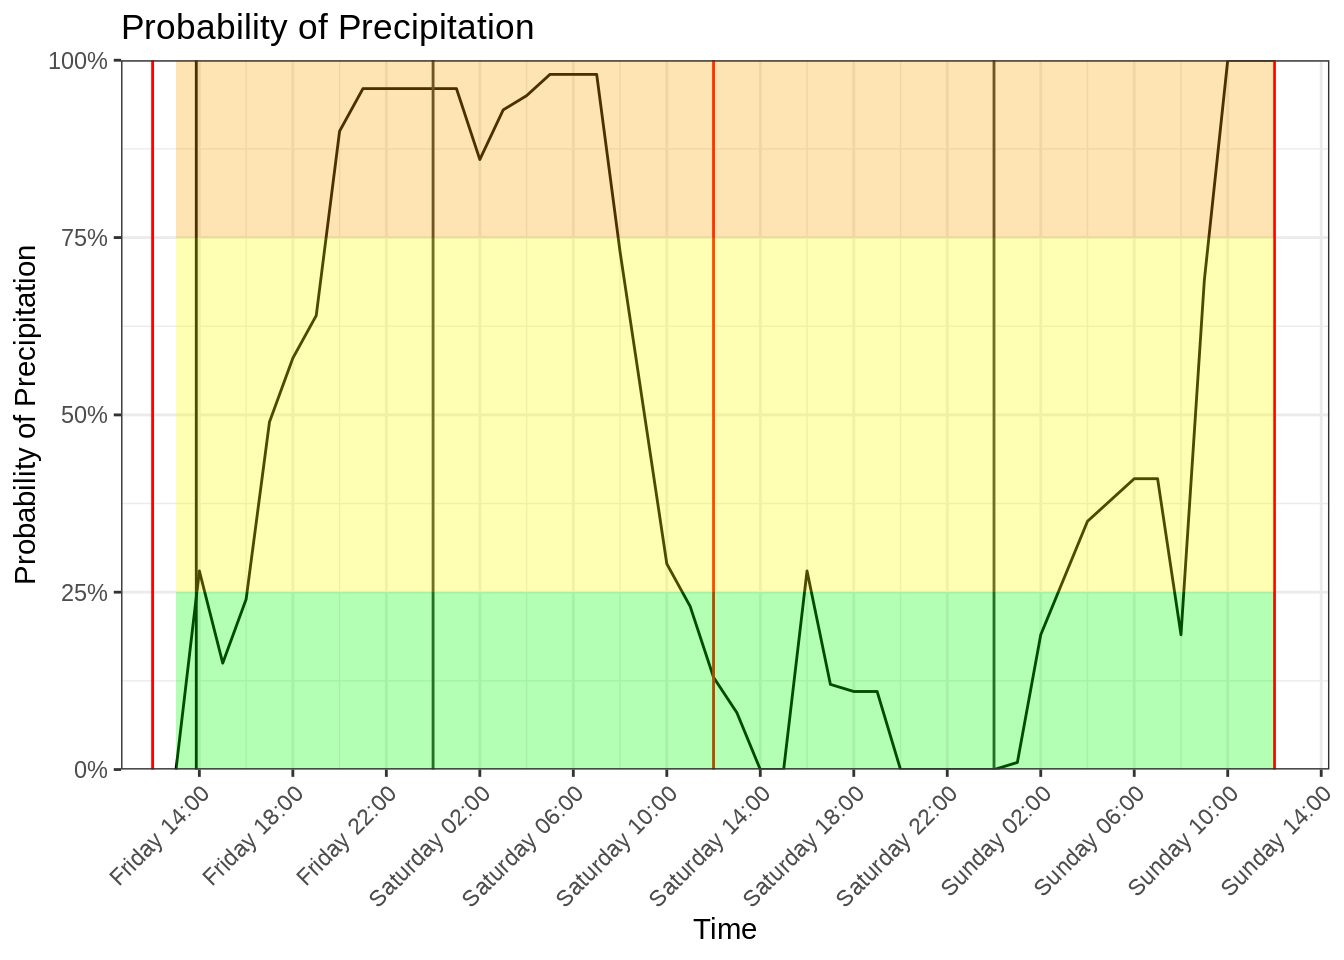 Probability of Precipitation
Probability of Precipitation
100%
75%
50%
25%
0%
Friday 14:00
Friday 18:00
Friday 22:00
Saturday 02:00
Saturday 06:00
Saturday 10:00
Saturday 14:00
Saturday 18:00
Saturday 22:00
Sunday 02:00
Sunday 06:00
Sunday 10:00
Sunday 14:00
Time